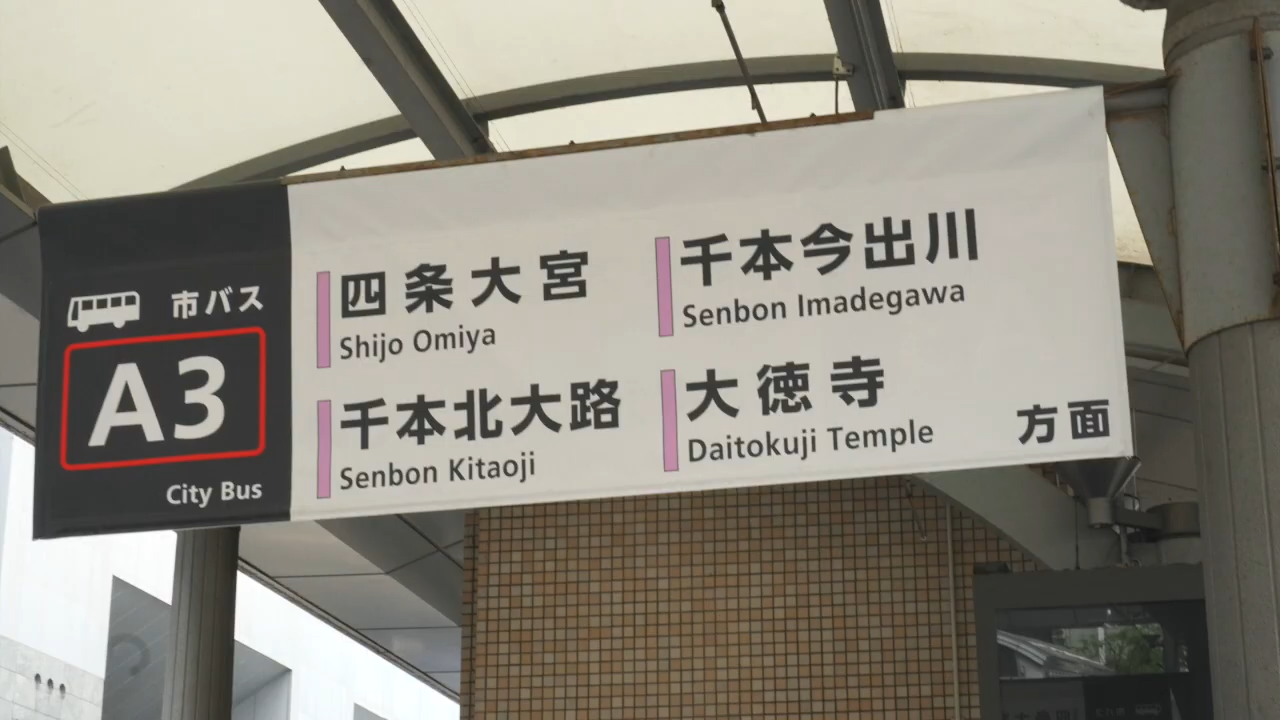 市バス
A3
City Bus
四条大宮
Shijo Omiya
千本北大路
Senbon Kitaoji
千本今出川
Senbon Imadegawa
大徳寺
Daitokuji Temple
方面